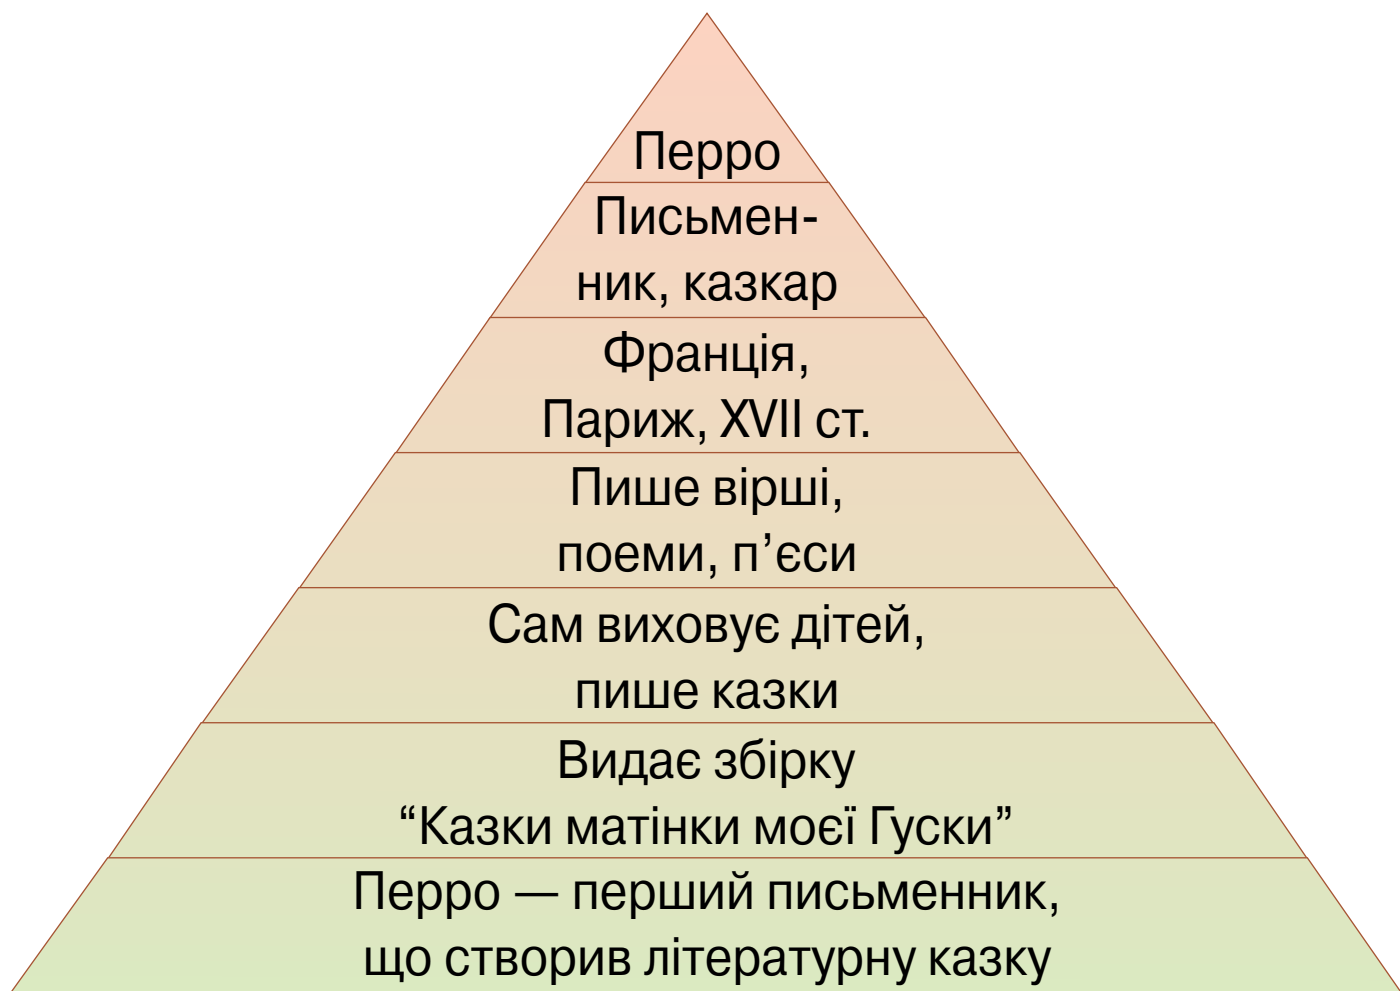 Перро
Письмен-
ник, казкар
Франція,
Париж, XVII ст.
Пише вірші,
поеми, п’єси
Сам виховує дітей,
пише казки
Видає збірку
“Казки матінки моєї Гуски”
Перро — перший письменник,
що створив літературну казку